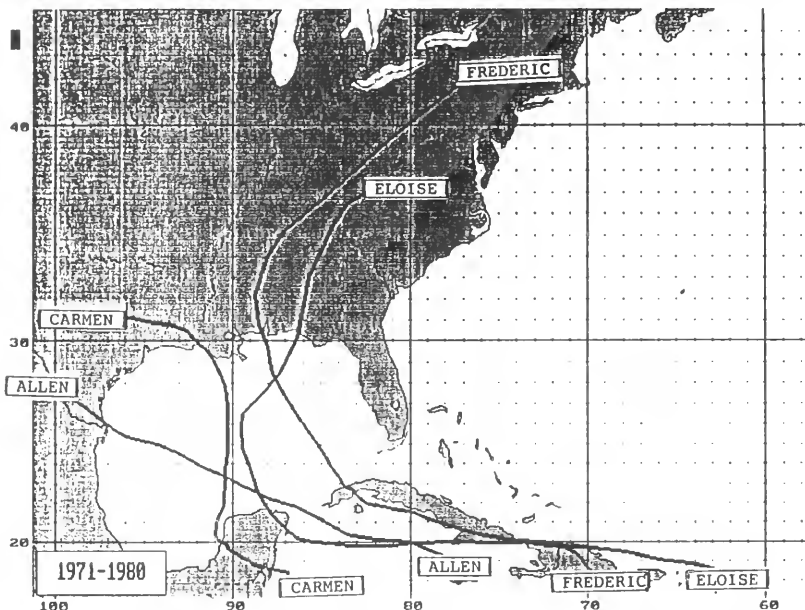 FREDERIC
40
ELOISE
CARMEN
30
ALLEN
20
1971-1980
CARMEN
ALLEN
FREDERIC
ELOISE
100
90
80
70
60